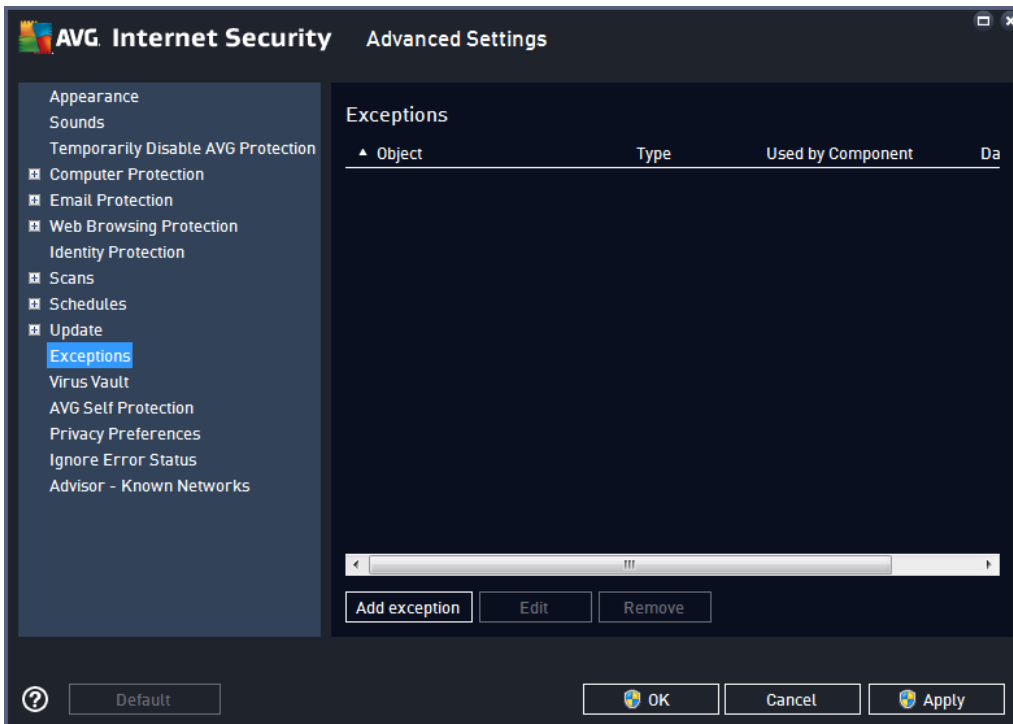 AVG. Internet Security Advanced Settings
Appearance
Sounds
Temporarily Disable AVG Protection
Computer Protection
Email Protection
Web Browsing Protection
Identity Protection
Scans
Schedules
Update
Exceptions
Virus Vault
AVG Self Protection
Privacy Preferences
Ignore Error Status
Advisor - Known Networks
Exceptions
Object Type Used by Component Da
Add exception Edit Remove
? Default OK Cancel Apply